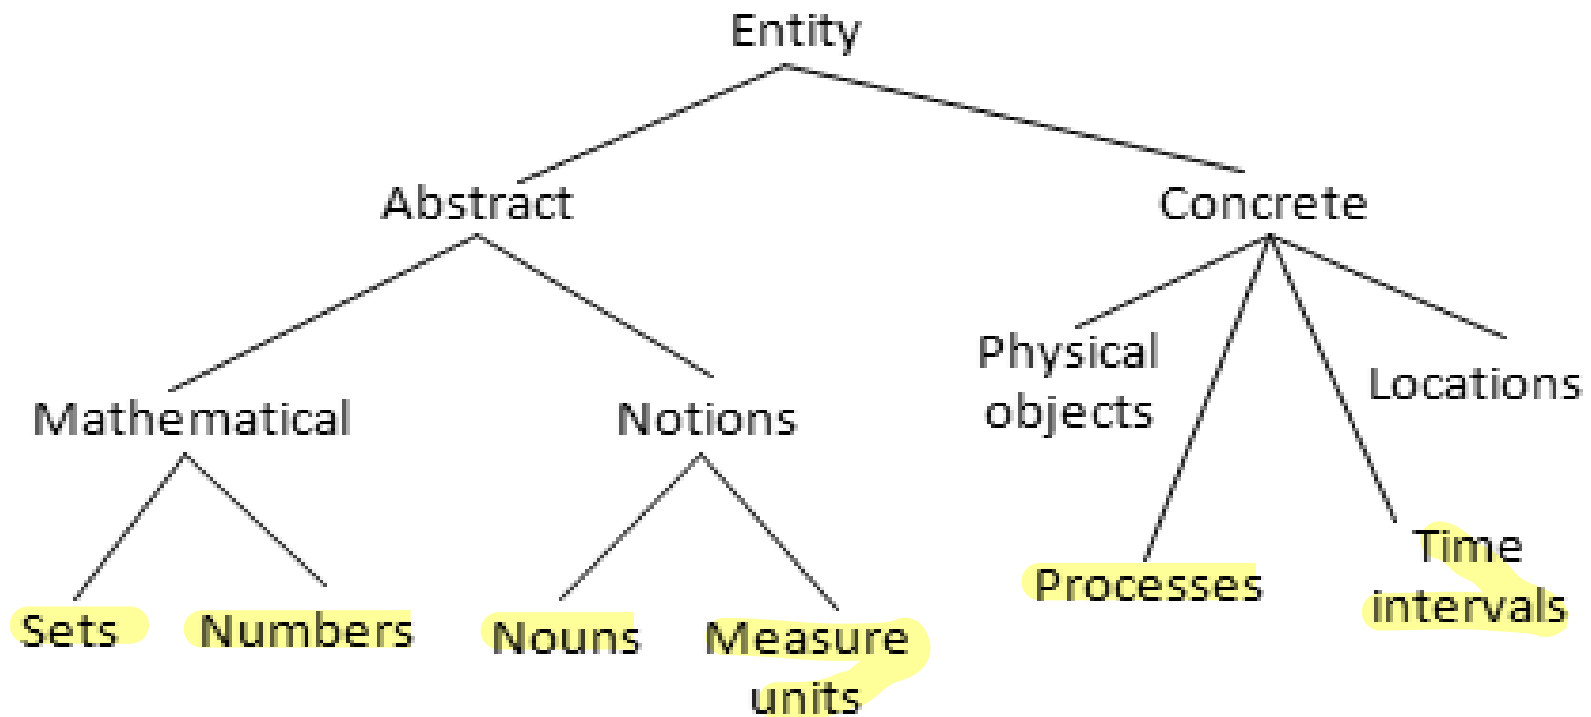 Entity
Abstract
Concrete
Physical
objects
Locations
Mathematical
Notions
Processes
Time
intervals
Sets
Numbers
Nouns
Measure
units